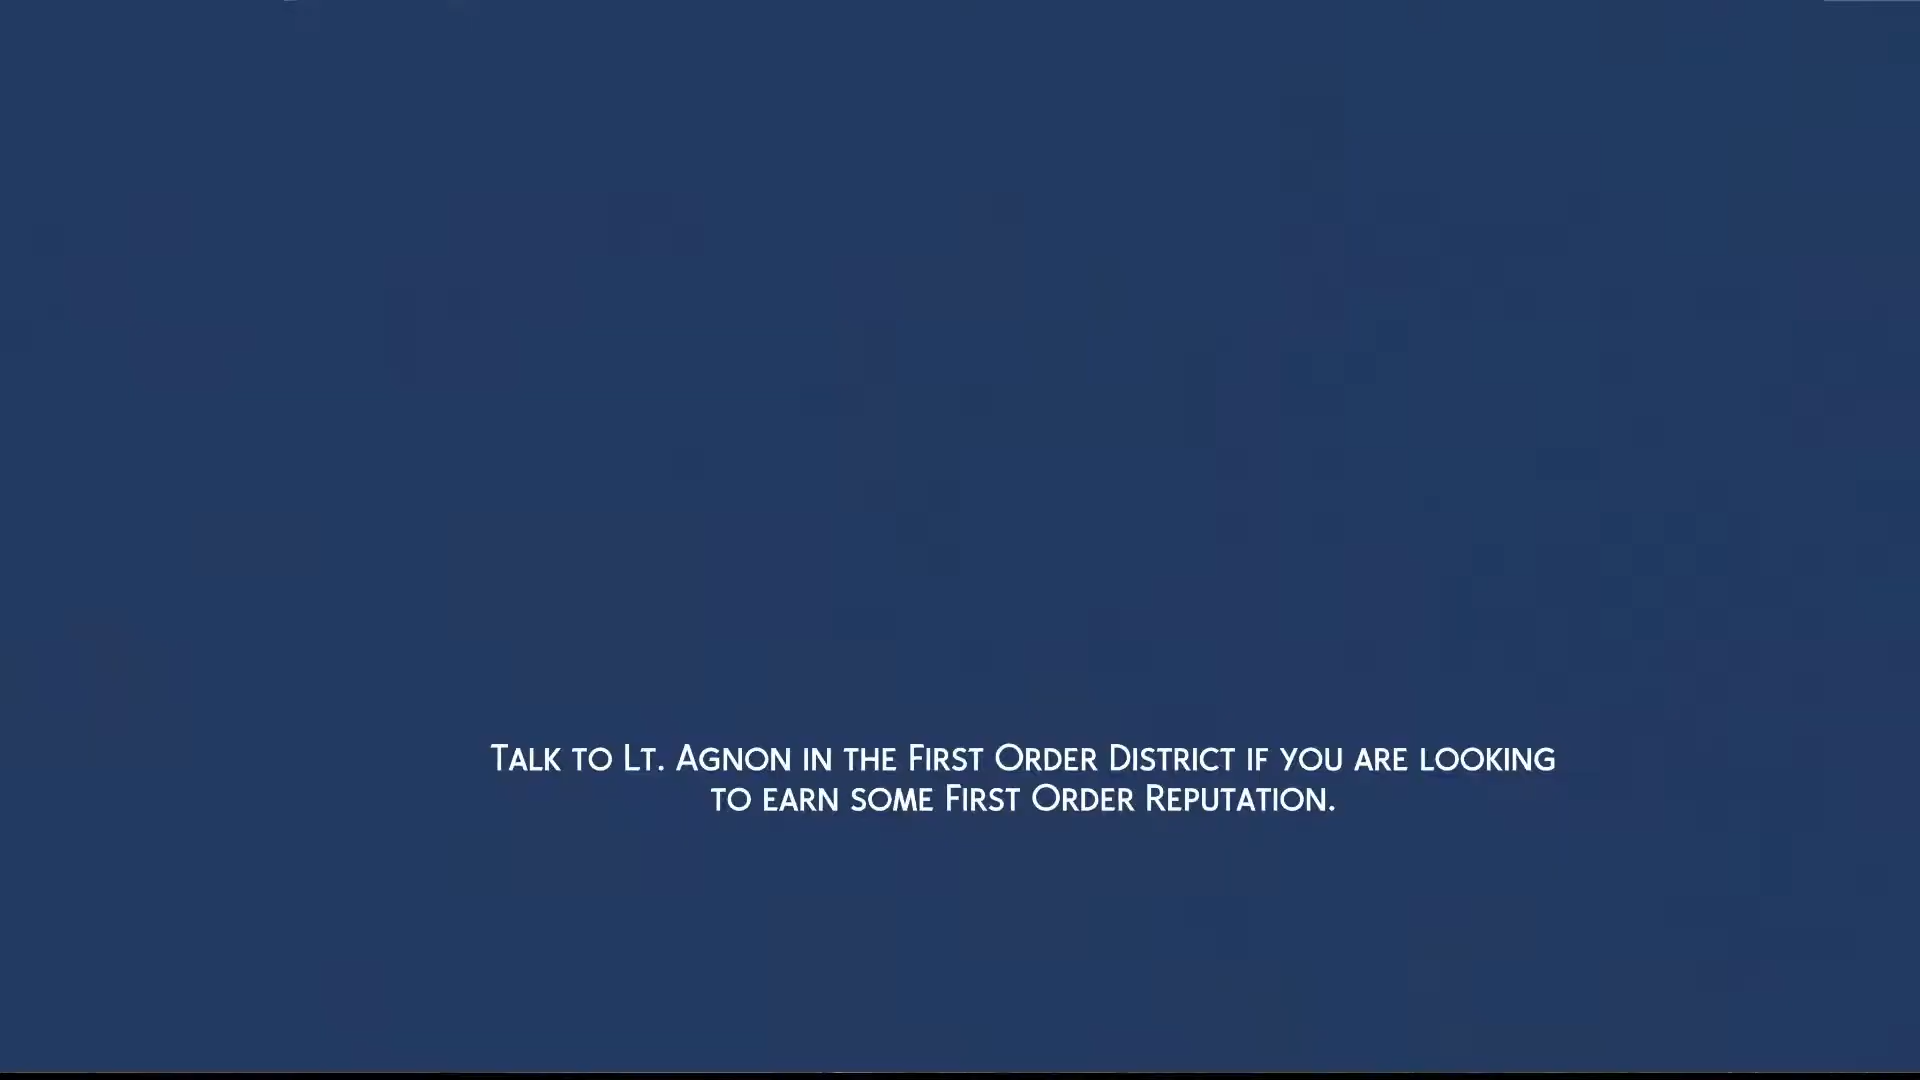 Talk to Lt. Agnon in the First Order District if you are looking
to earn some First Order Reputation.